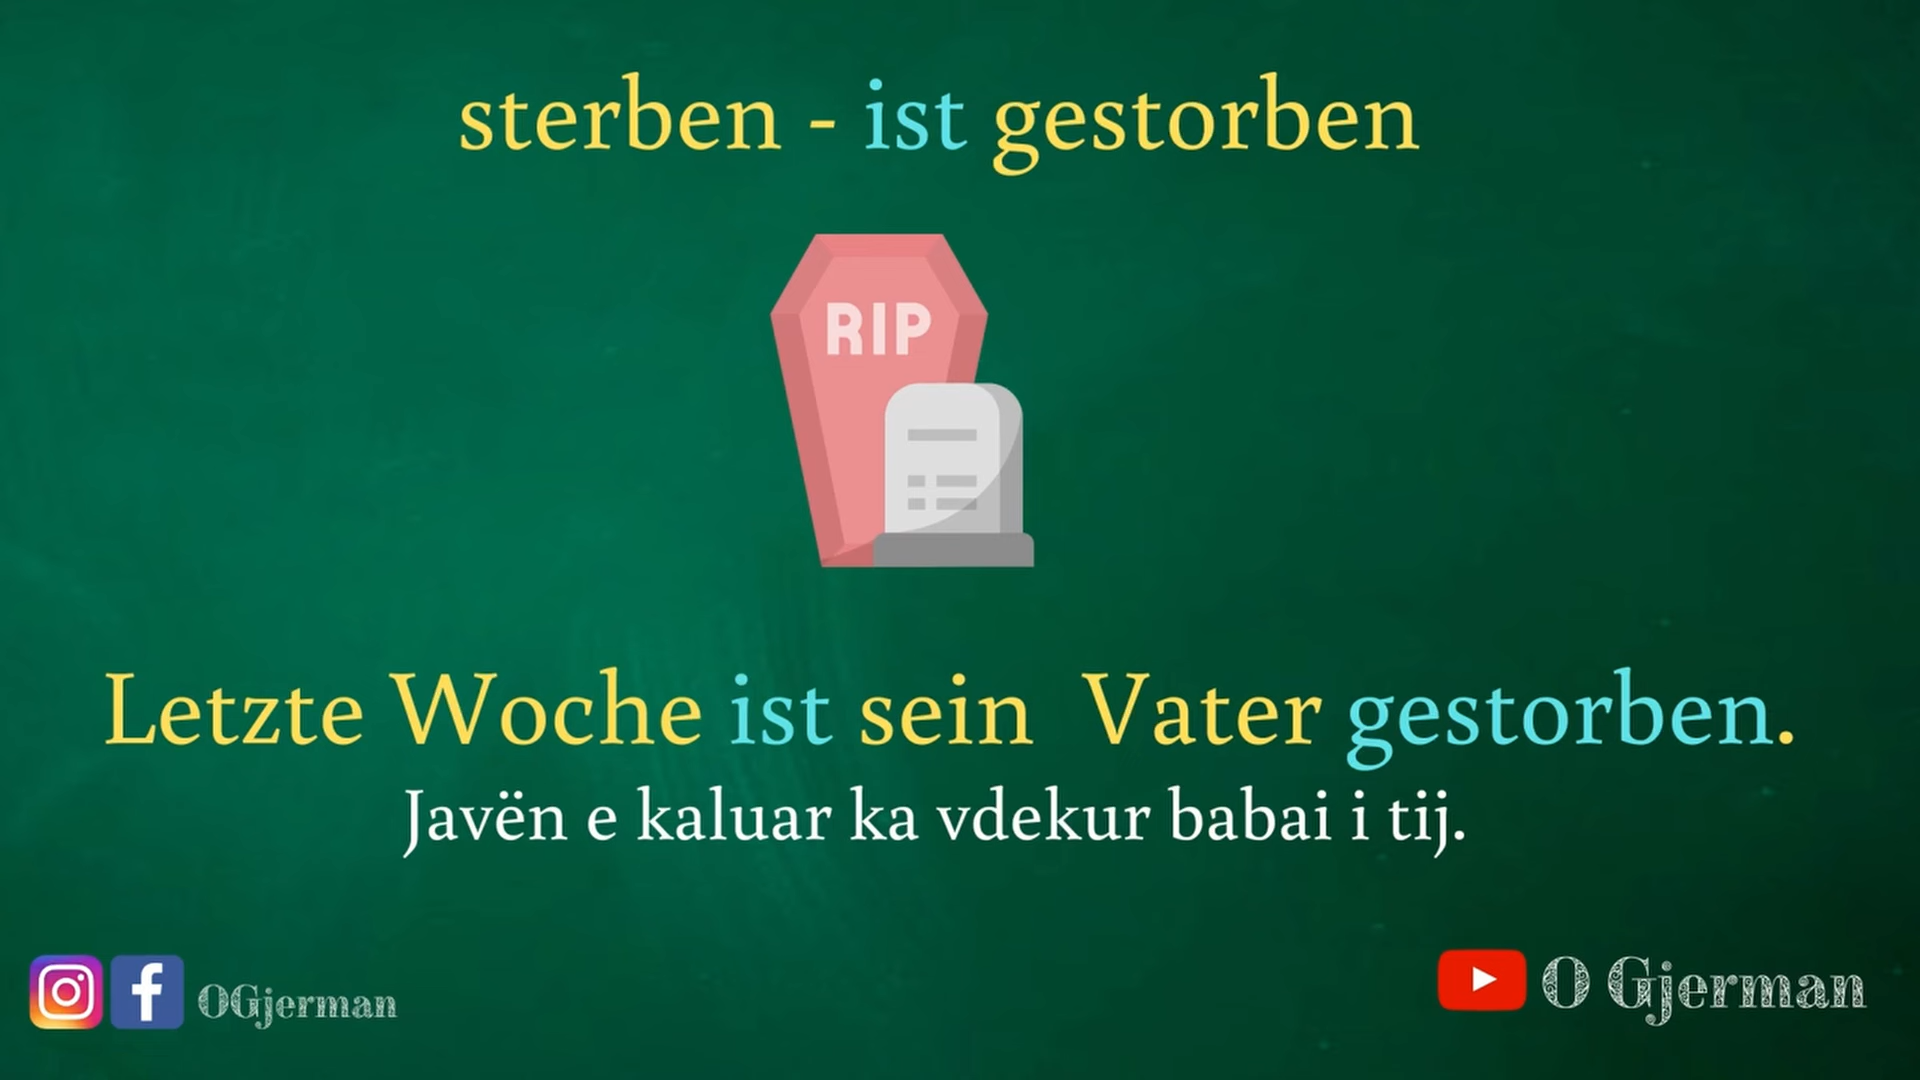 sterben - ist gestorben
RIP
Letzte Woche ist sein Vater gestorben.
Javën e kaluar ka vdekur babai i tij.
OGjerman
O Gjerman